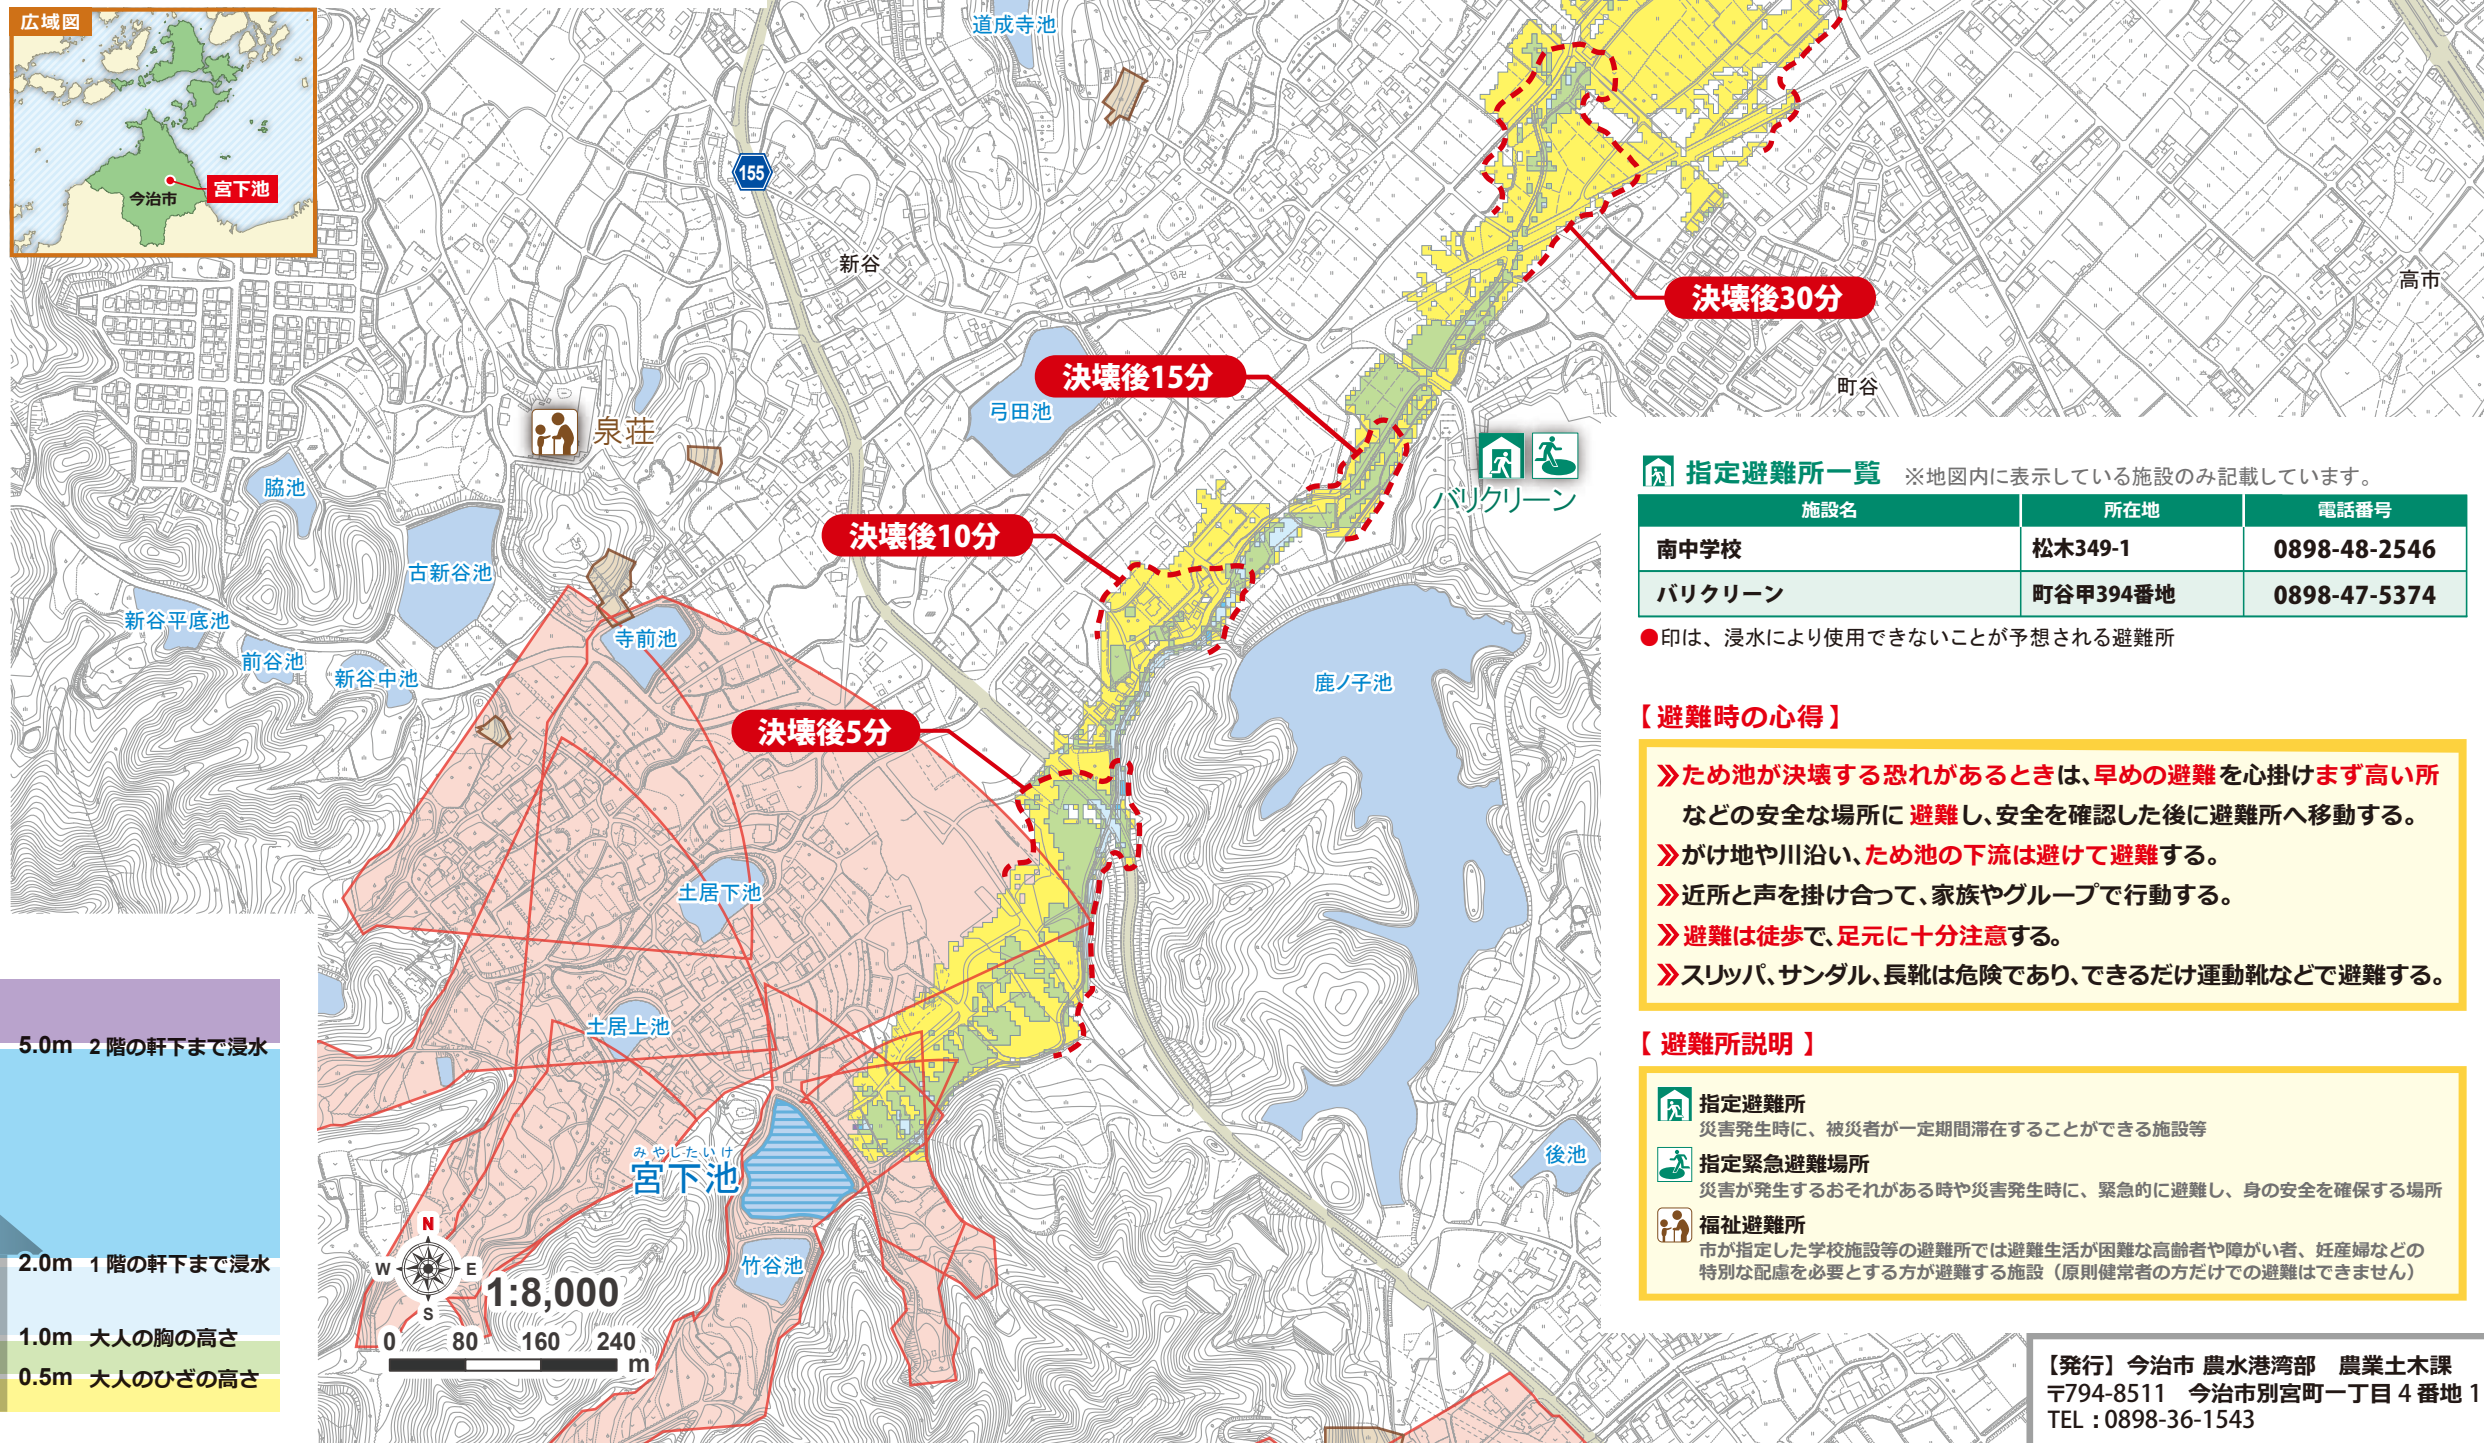 広域図
今治市
宮下池
道成寺池
155
新谷
高市
決壊後30分
決壊後15分
町谷
弓田池
泉荘
バリクリーン
脇池
決壊後10分
古新谷池
新谷平底池
寺前池
前谷池
新谷中池
鹿ノ子池
決壊後5分
土居下池
土居上池
みやしたいけ
宮下池
後池
竹谷池
N
W
E
S
1:8,000
0 80 160 240
m
5.0m 2階の軒下まで浸水
2.0m 1階の軒下まで浸水
1.0m 大人の胸の高さ
0.5m 大人のひざの高さ
指定避難所一覧 ※地図内に表示している施設のみ記載しています。
施設名 所在地 電話番号
南中学校 松木349-1 0898-48-2546
バリクリーン 町谷甲394番地 0898-47-5374
●印は、浸水により使用できないことが予想される避難所
【避難時の心得】
≫ため池が決壊する恐れがあるときは、早めの避難を心掛けまず高い所
などの安全な場所に避難し、安全を確認した後に避難所へ移動する。
≫がけ地や川沿い、ため池の下流は避けて避難する。
≫近所と声を掛け合って、家族やグループで行動する。
≫避難は徒歩で、足元に十分注意する。
≫スリッパ、サンダル、長靴は危険であり、できるだけ運動靴などで避難する。
【避難所説明】
指定避難所
災害発生時に、被災者が一定期間滞在することができる施設等
指定緊急避難場所
災害が発生するおそれがある時や災害発生時に、緊急的に避難し、身の安全を確保する場所
福祉避難所
市が指定した学校施設等の避難所では避難生活が困難な高齢者や障がい者、妊産婦などの
特別な配慮を必要とする方が避難する施設（原則健常者の方だけでの避難はできません）
【発行】今治市 農水港湾部 農業土木課
〒794-8511 今治市別宮町一丁目4番地1
TEL：0898-36-1543